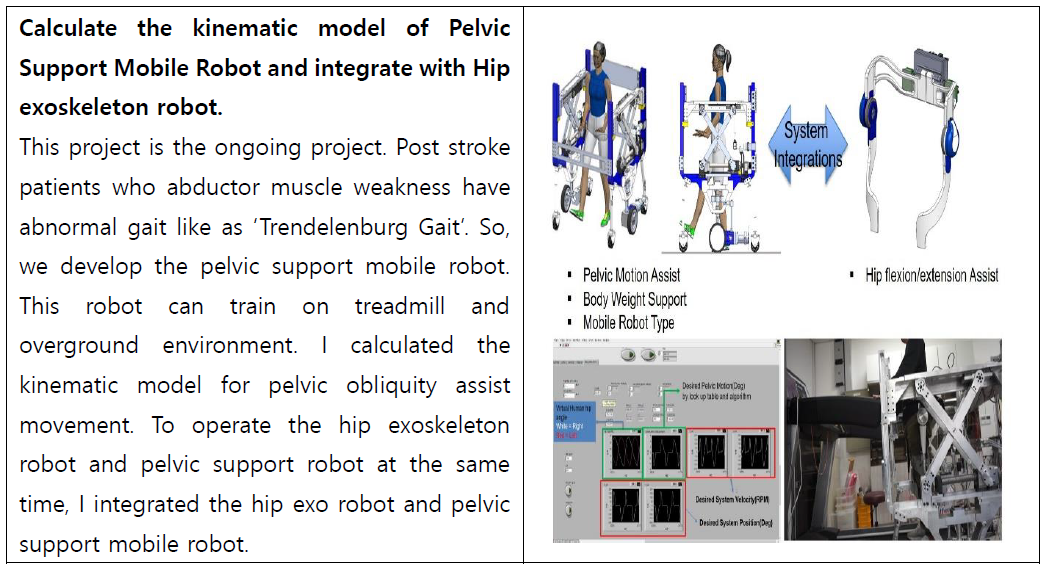 Calculate the kinematic model of Pelvic
Support Mobile Robot and integrate with Hip
exoskeleton robot.
This project is the ongoing project. Post stroke
patients who abductor muscle weakness have
abnormal gait like as ‘Trendelenburg Gait’. So,
we develop the pelvic support mobile robot.
This robot can train on treadmill and
overground environment. I calculated the
kinematic model for pelvic obliquity assist
movement. To operate the hip exoskeleton
robot and pelvic support robot at the same
time, I integrated the hip exo robot and pelvic
support mobile robot.
System
Integrations
▪ Pelvic Motion Assist
▪ Body Weight Support
▪ Mobile Robot Type
▪ Hip flexion/extension Assist
Desired Pelvic Motion(Deg)
by look up table and algorithm
Virtual Human hip
angle
White = Right
Desired System Velocity(RPM)
Desired System Position(Deg)